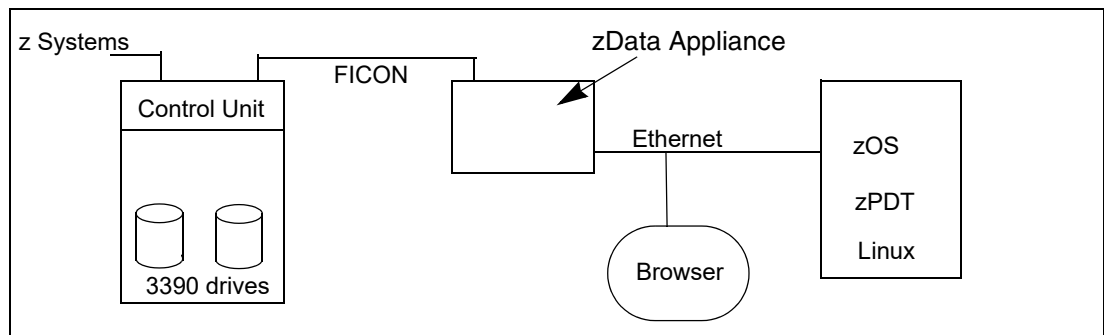 z Systems
zData Appliance
FICON
Control Unit
Ethernet
zOS
zPDT
Linux
Browser
3390 drives